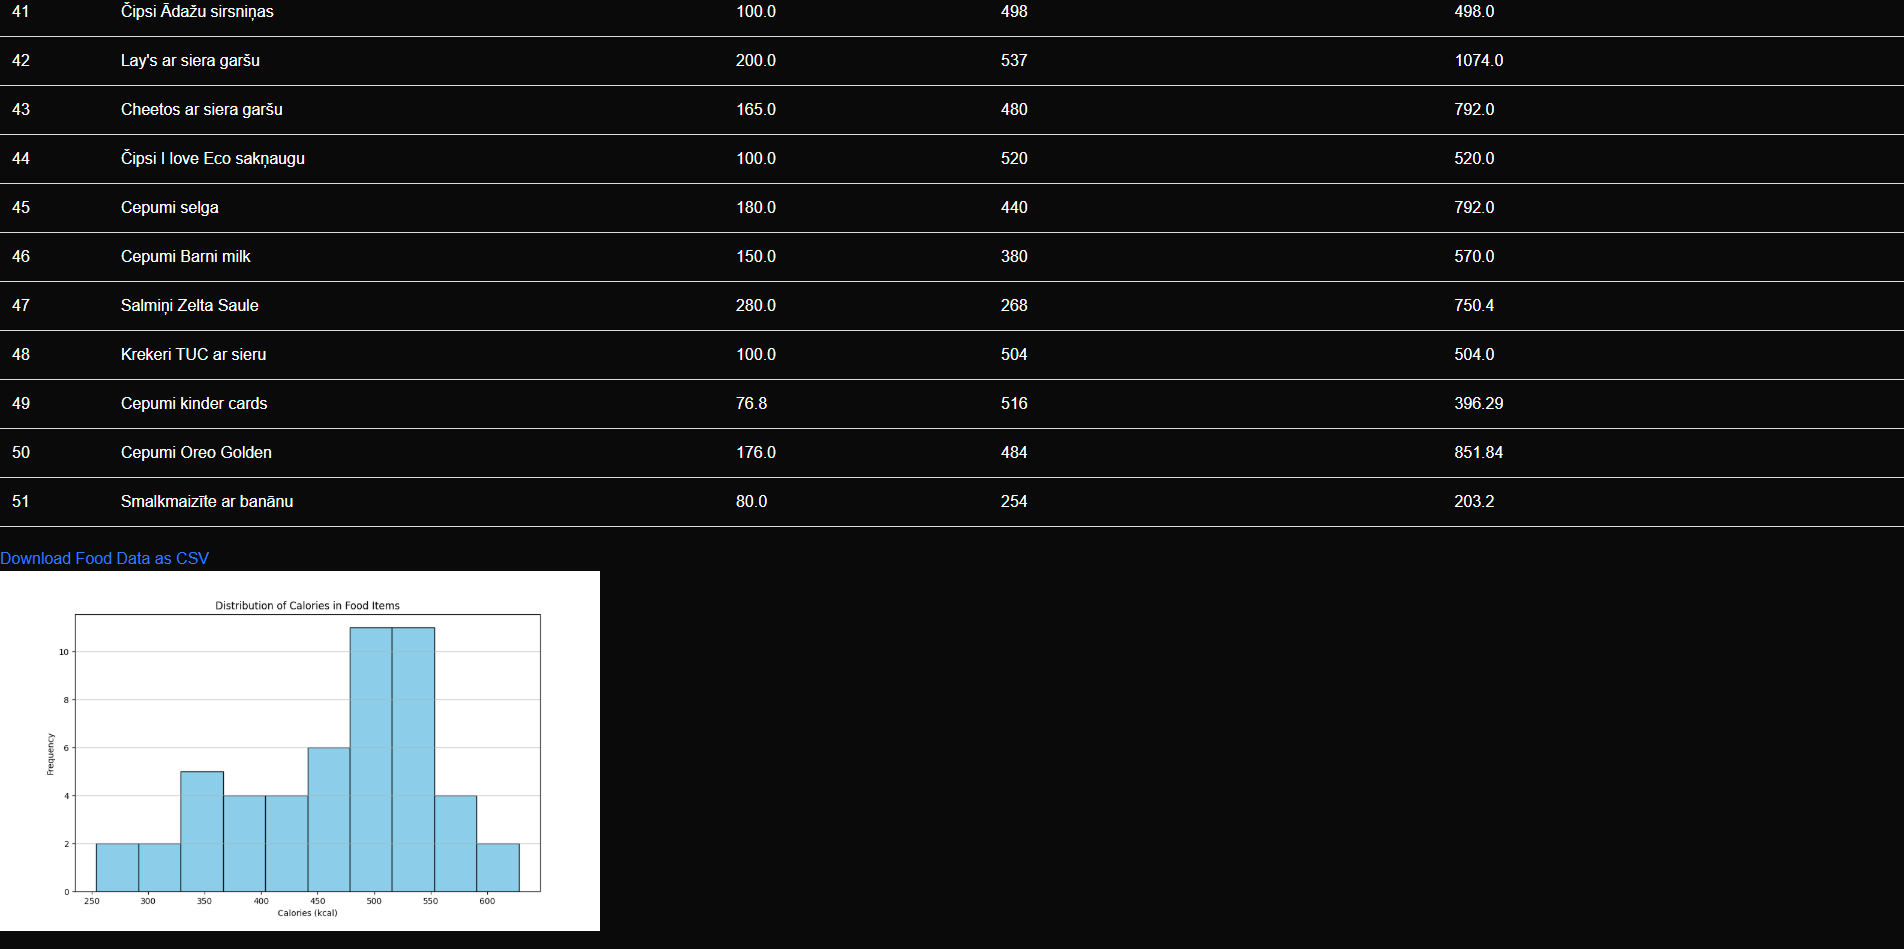 41 Čipsi Ādažu sirsniņas 100.0 498 498.0
42 Lay's ar siera garšu 200.0 537 1074.0
43 Cheetos ar siera garšu 165.0 480 792.0
44 Čipsi I love Eco sakņaugu 100.0 520 520.0
45 Cepumi selga 180.0 440 792.0
46 Cepumi Barni milk 150.0 380 570.0
47 Salmiņi Zelta Saule 280.0 268 750.4
48 Krekeri TUC ar sieru 100.0 504 504.0
49 Cepumi kinder cards 76.8 516 396.29
50 Cepumi Oreo Golden 176.0 484 851.84
51 Smalkmaizīte ar banānu 80.0 254 203.2
Download Food Data as CSV
Distribution of Calories in Food Items
10
8
6
4
2
0
Frequency
250 300 350 400 450 500 550 600
Calories (kcal)